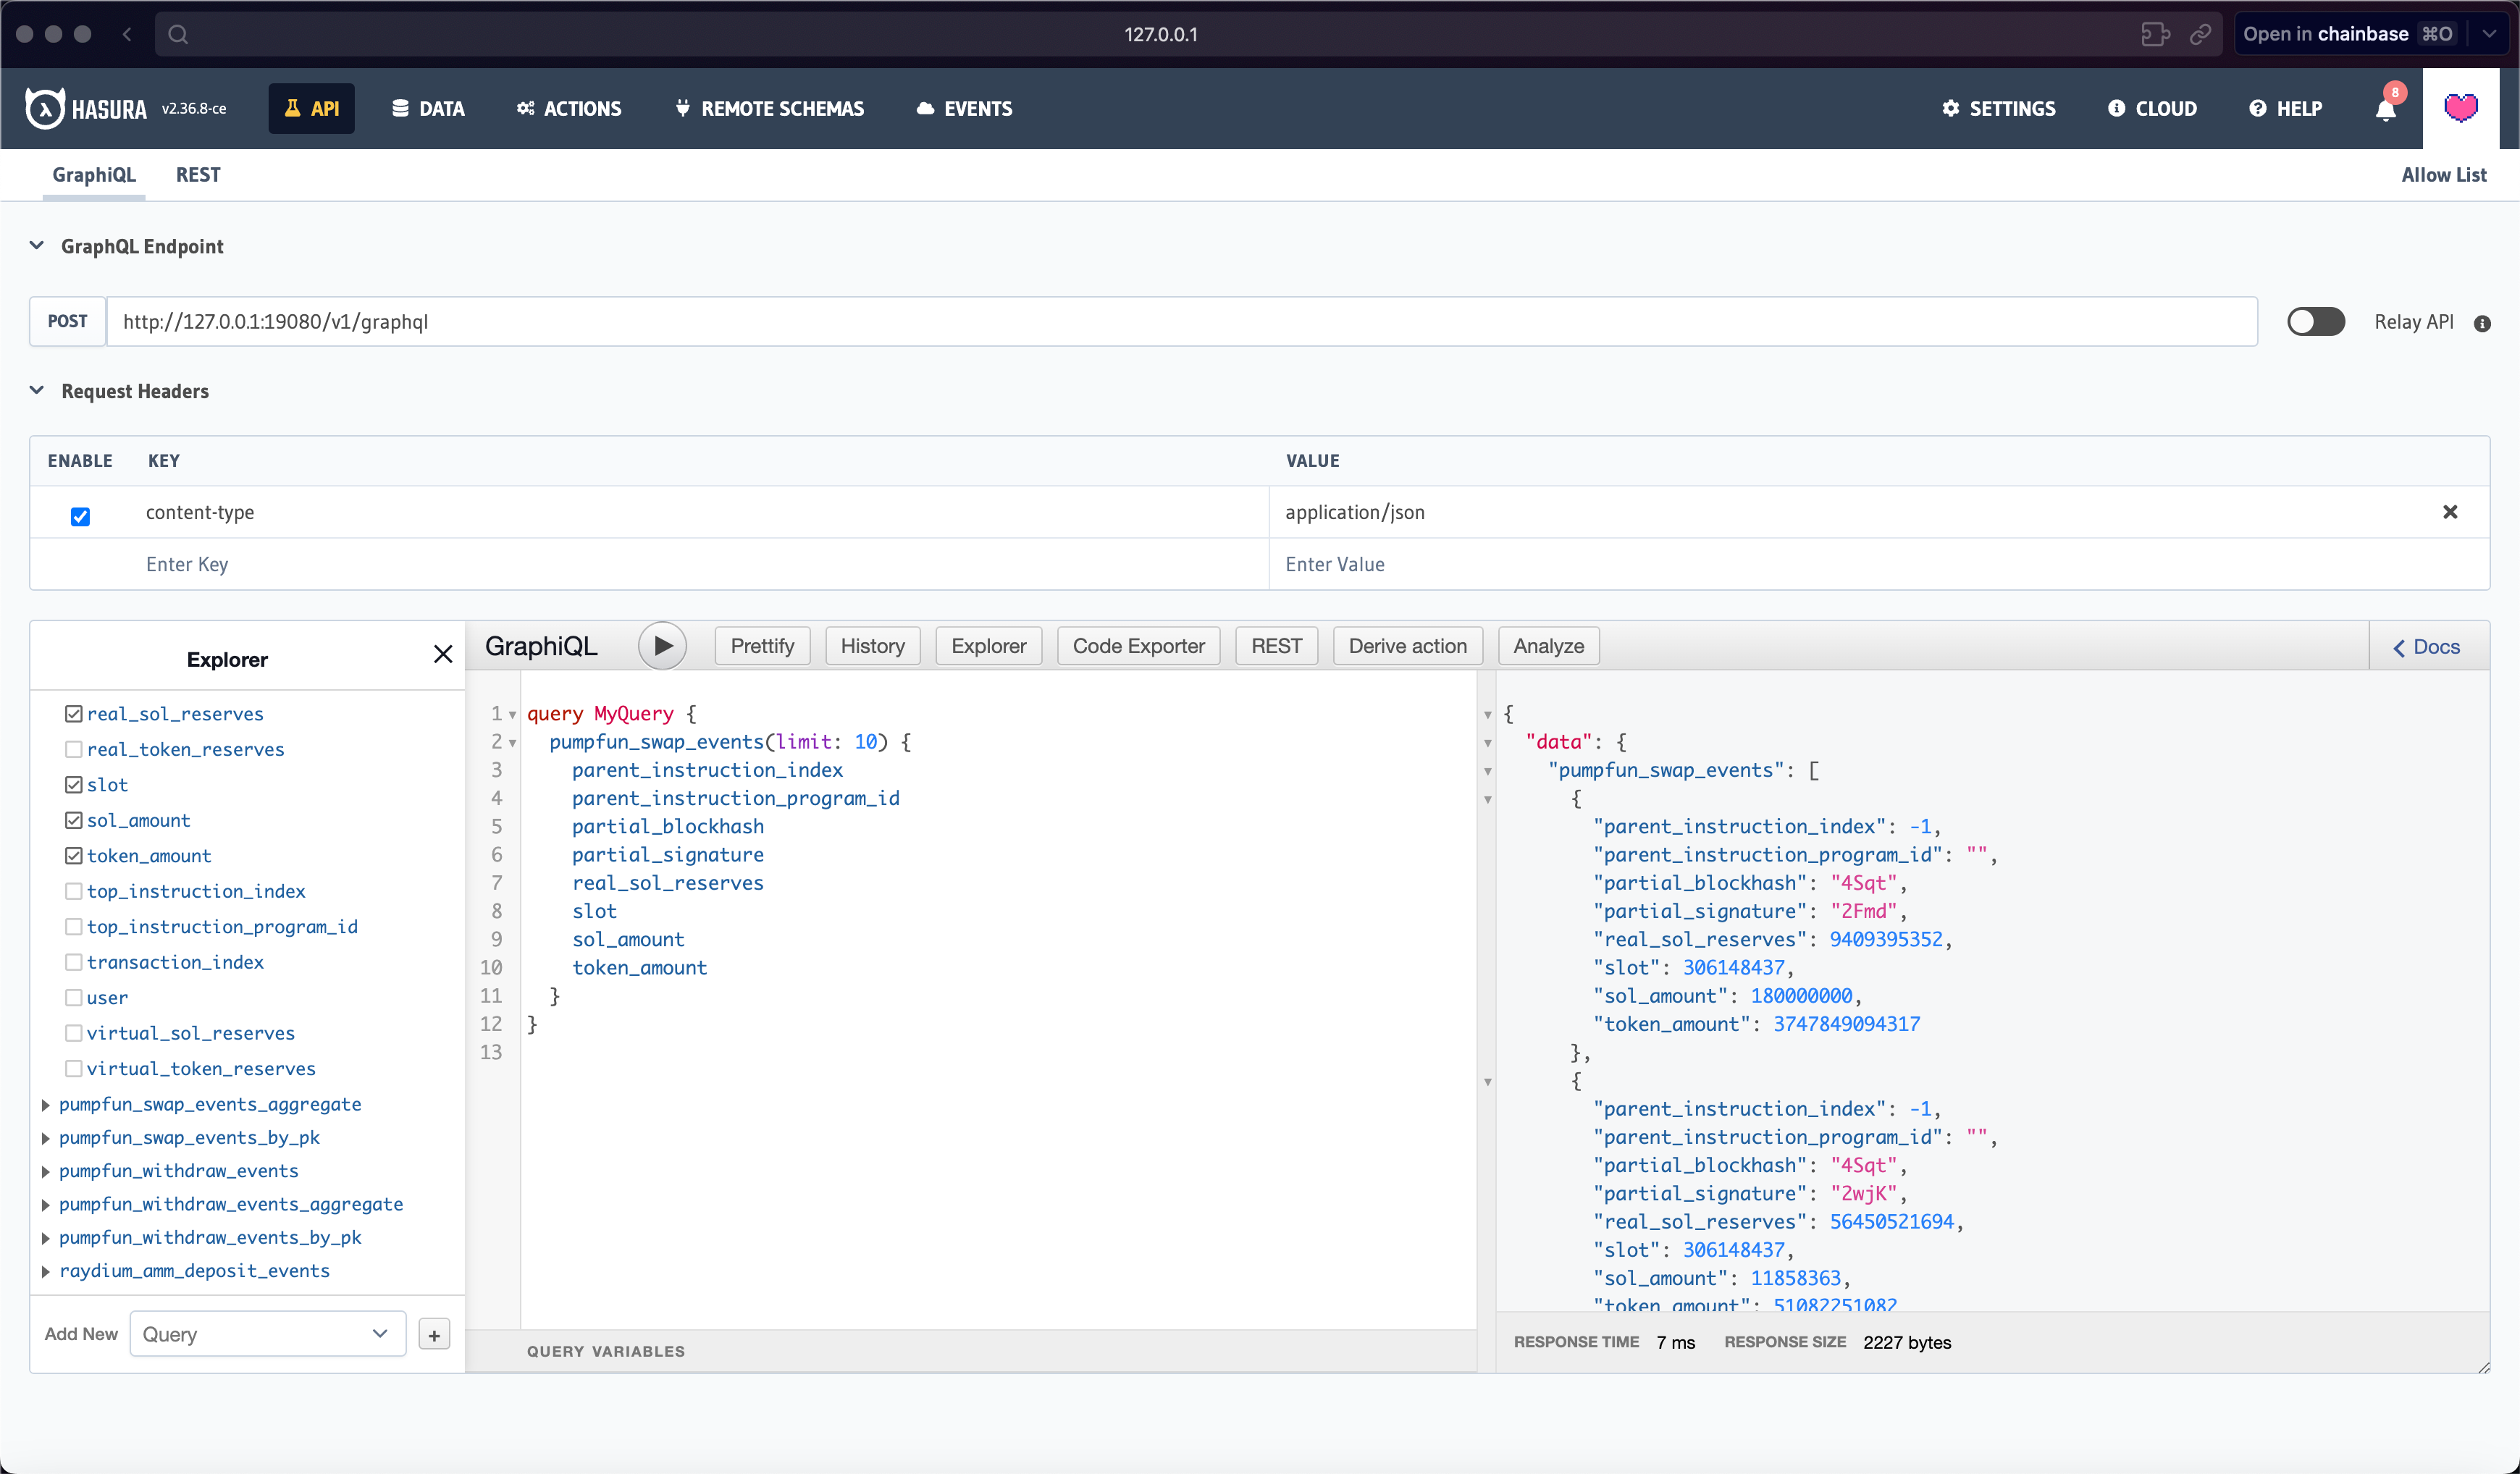 127.0.0.1
Open in chainbase ⌘O
HASURA v2.36.8-ce API DATA ACTIONS REMOTE SCHEMAS EVENTS SETTINGS CLOUD HELP 8
GraphiQL REST Allow List
GraphQL Endpoint
POST http://127.0.0.1:19080/v1/graphql Relay API
Request Headers
ENABLE KEY VALUE
content-type application/json
Enter Key Enter Value
Explorer
real_sol_reserves
real_token_reserves
slot
sol_amount
token_amount
top_instruction_index
top_instruction_program_id
transaction_index
user
virtual_sol_reserves
virtual_token_reserves
pumpfun_swap_events_aggregate
pumpfun_swap_events_by_pk
pumpfun_withdraw_events
pumpfun_withdraw_events_aggregate
pumpfun_withdraw_events_by_pk
raydium_amm_deposit_events
Add New Query +
GraphiQL Prettify History Explorer Code Exporter REST Derive action Analyze Docs
1 query MyQuery {
2 pumpfun_swap_events(limit: 10) {
3 parent_instruction_index
4 parent_instruction_program_id
5 partial_blockhash
6 partial_signature
7 real_sol_reserves
8 slot
9 sol_amount
10 token_amount
11 }
12 }
13
QUERY VARIABLES
{
"data": {
"pumpfun_swap_events": [
{
"parent_instruction_index": -1,
"parent_instruction_program_id": "",
"partial_blockhash": "4Sqt",
"partial_signature": "2Fmd",
"real_sol_reserves": 9409395352,
"slot": 306148437,
"sol_amount": 180000000,
"token_amount": 3747849094317
},
{
"parent_instruction_index": -1,
"parent_instruction_program_id": "",
"partial_blockhash": "4Sqt",
"partial_signature": "2wjK",
"real_sol_reserves": 56450521694,
"slot": 306148437,
"sol_amount": 11858363,
"token_amount": 51082251082
RESPONSE TIME 7 ms RESPONSE SIZE 2227 bytes